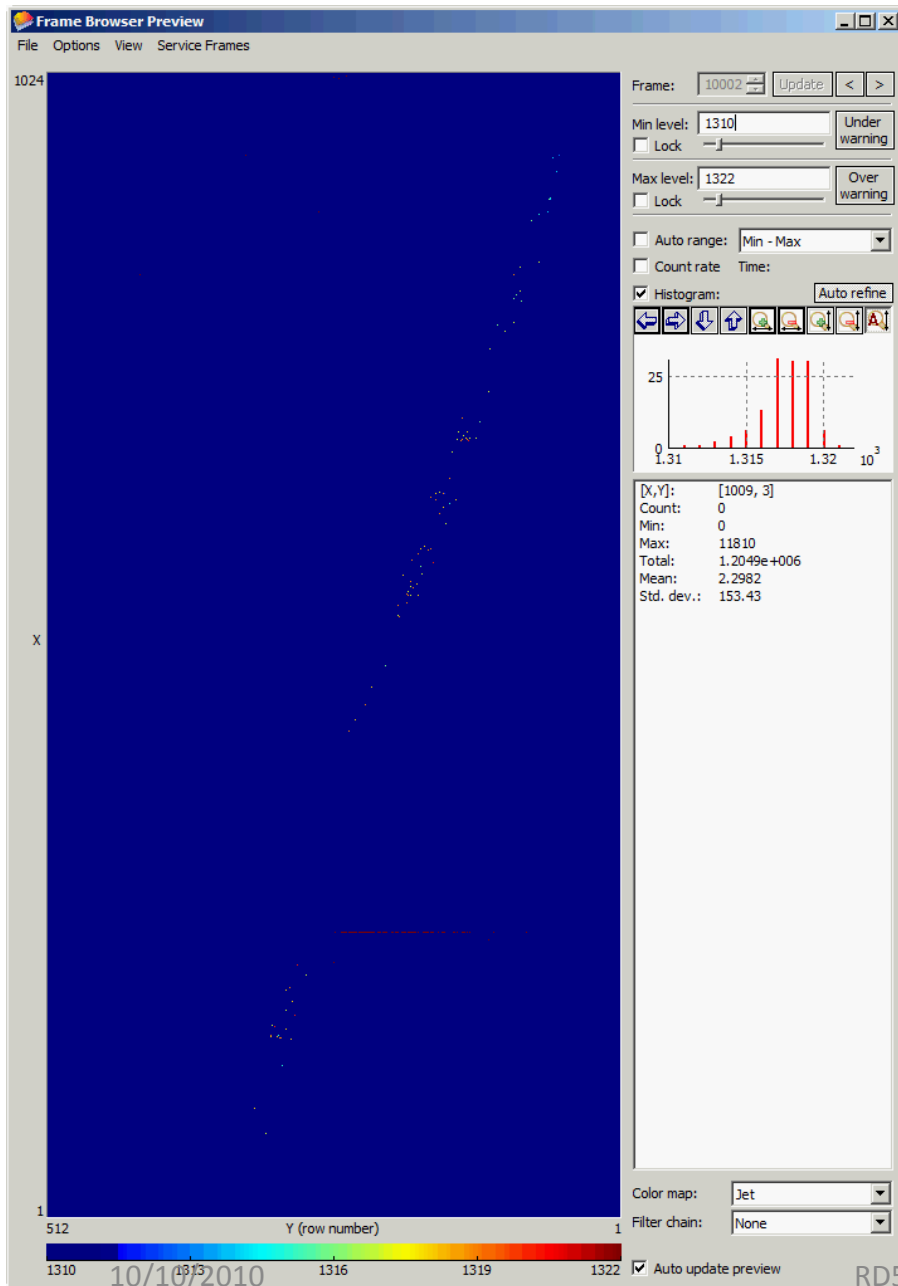 Frame Browser Preview
File Options View Service Frames
1024
X
1
512 Y (row number) 1
1310 1313 1316 1319 1322
10/10/2010
Frame: 10002 Update < >
Min level: 1310 Under warning
Lock
Max level: 1322 Over warning
Lock
Auto range: Min - Max
Count rate Time:
Histogram: Auto refine
A
25
0
1.31 1.315 1.32 10³
[X,Y]: [1009, 3]
Count: 0
Min: 0
Max: 11810
Total: 1.2049e+006
Mean: 2.2982
Std. dev.: 153.43
Color map: Jet
Filter chain: None
Auto update preview
RD5